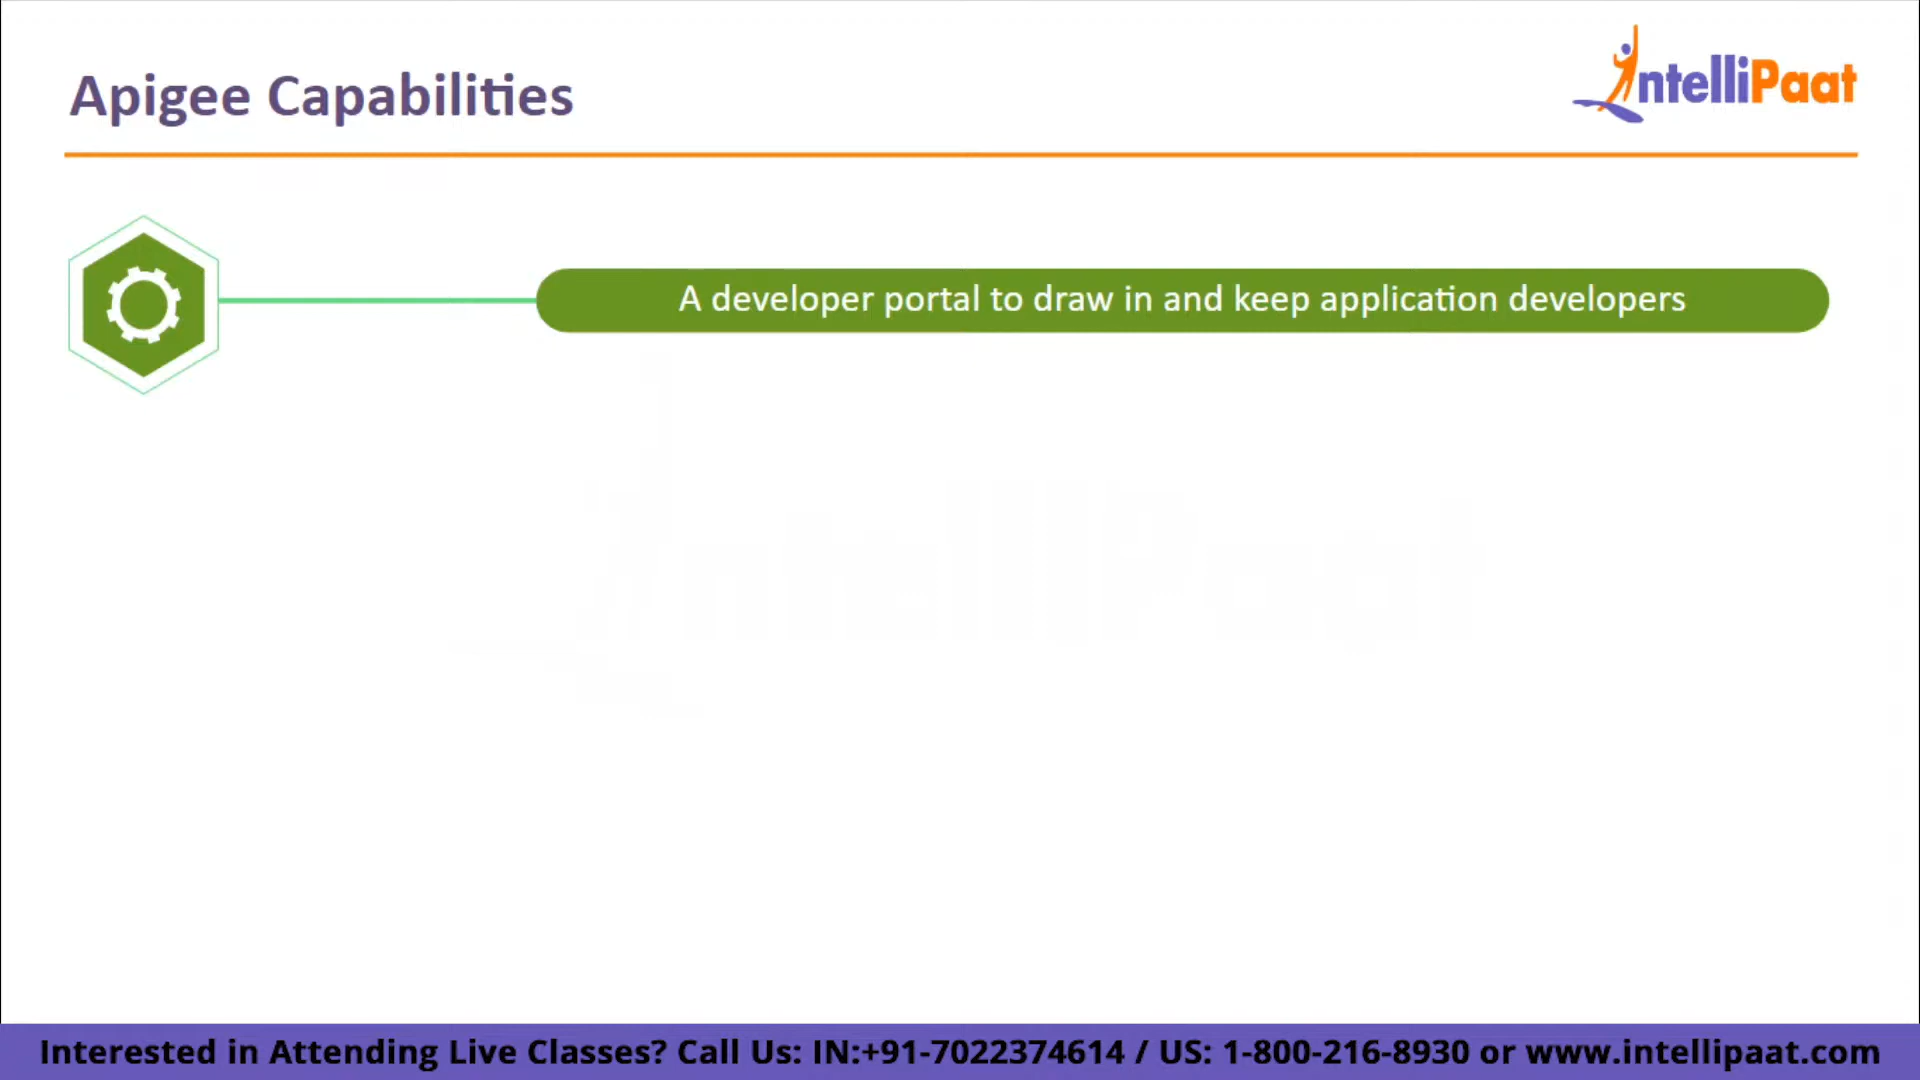 Apigee Capabilities
IntelliPaat
A developer portal to draw in and keep application developers
Interested in Attending Live Classes? Call Us: IN:+91-7022374614 / US: 1-800-216-8930 or www.intellipaat.com